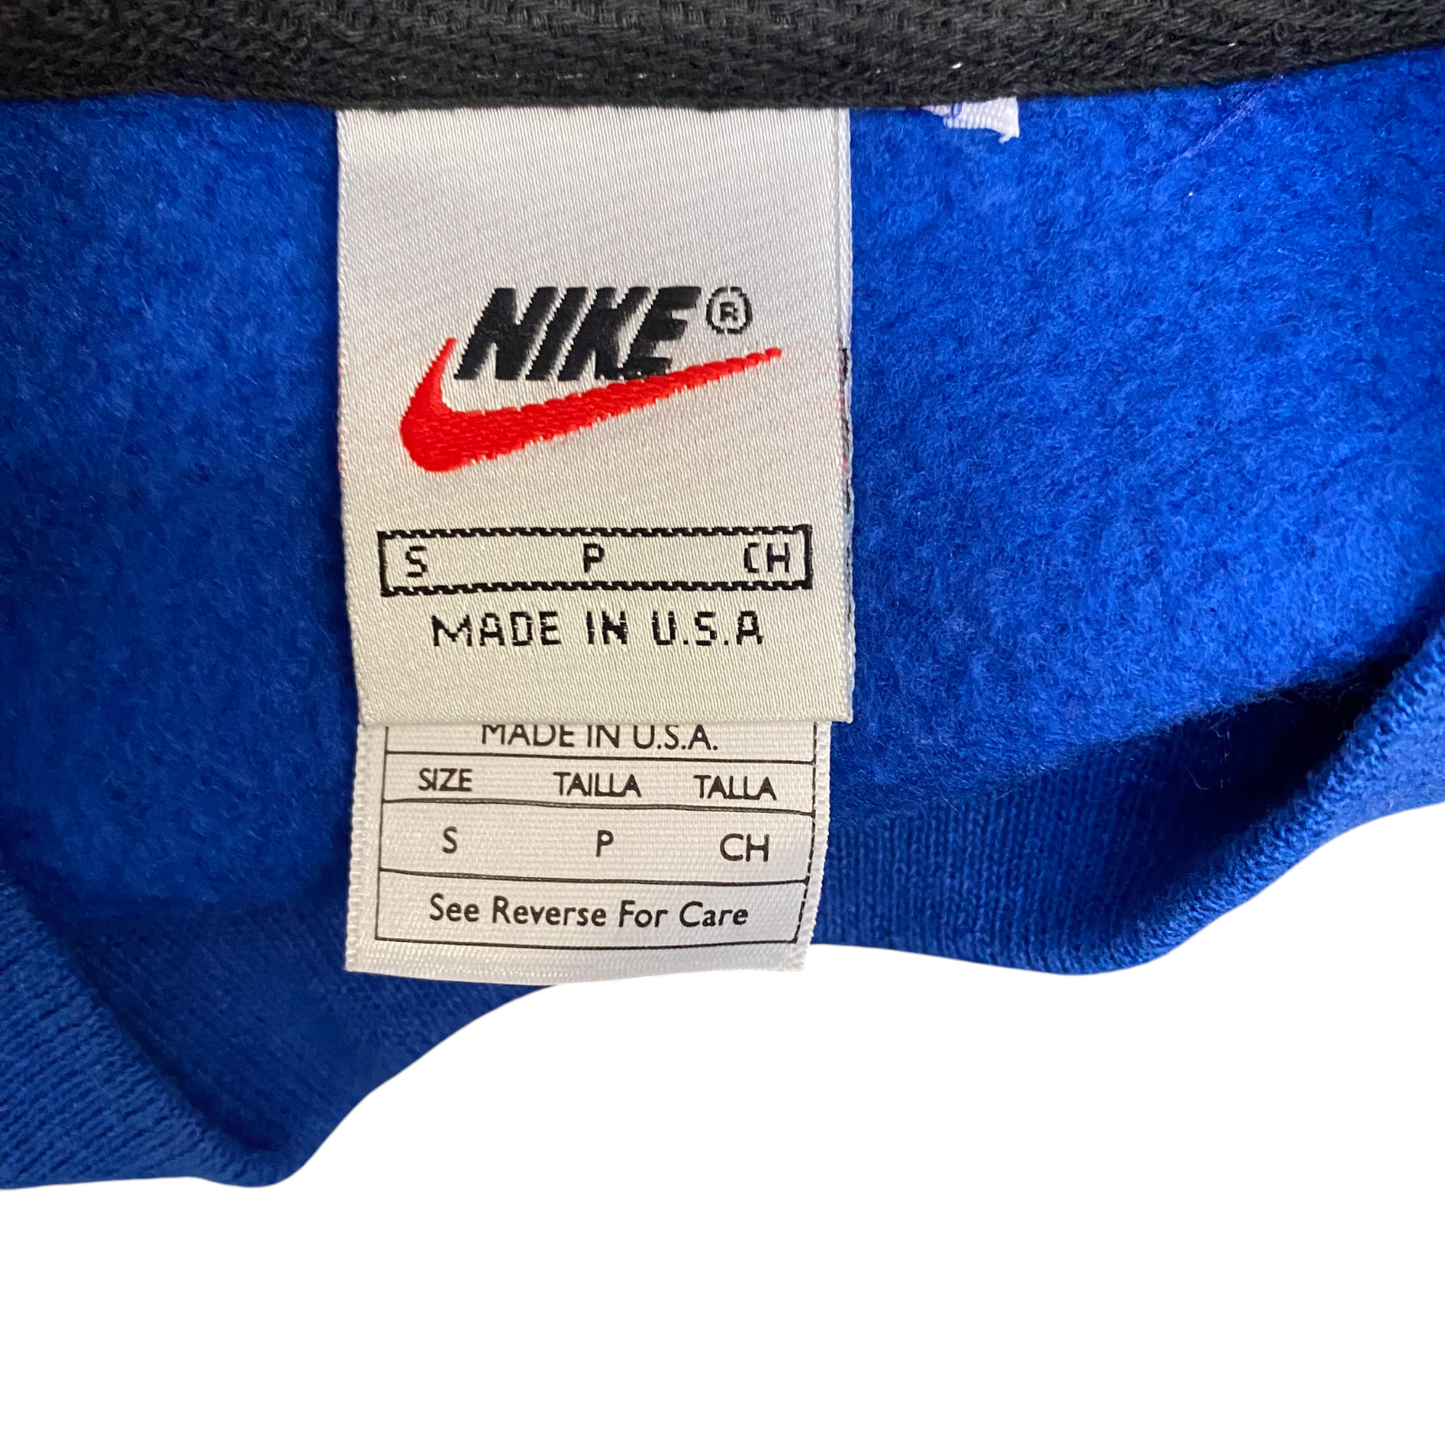 NIKE®
S P CH
MADE IN U.S.A
MADE IN U.S.A.
SIZE TAILLA TALLA
S P CH
See Reverse For Care